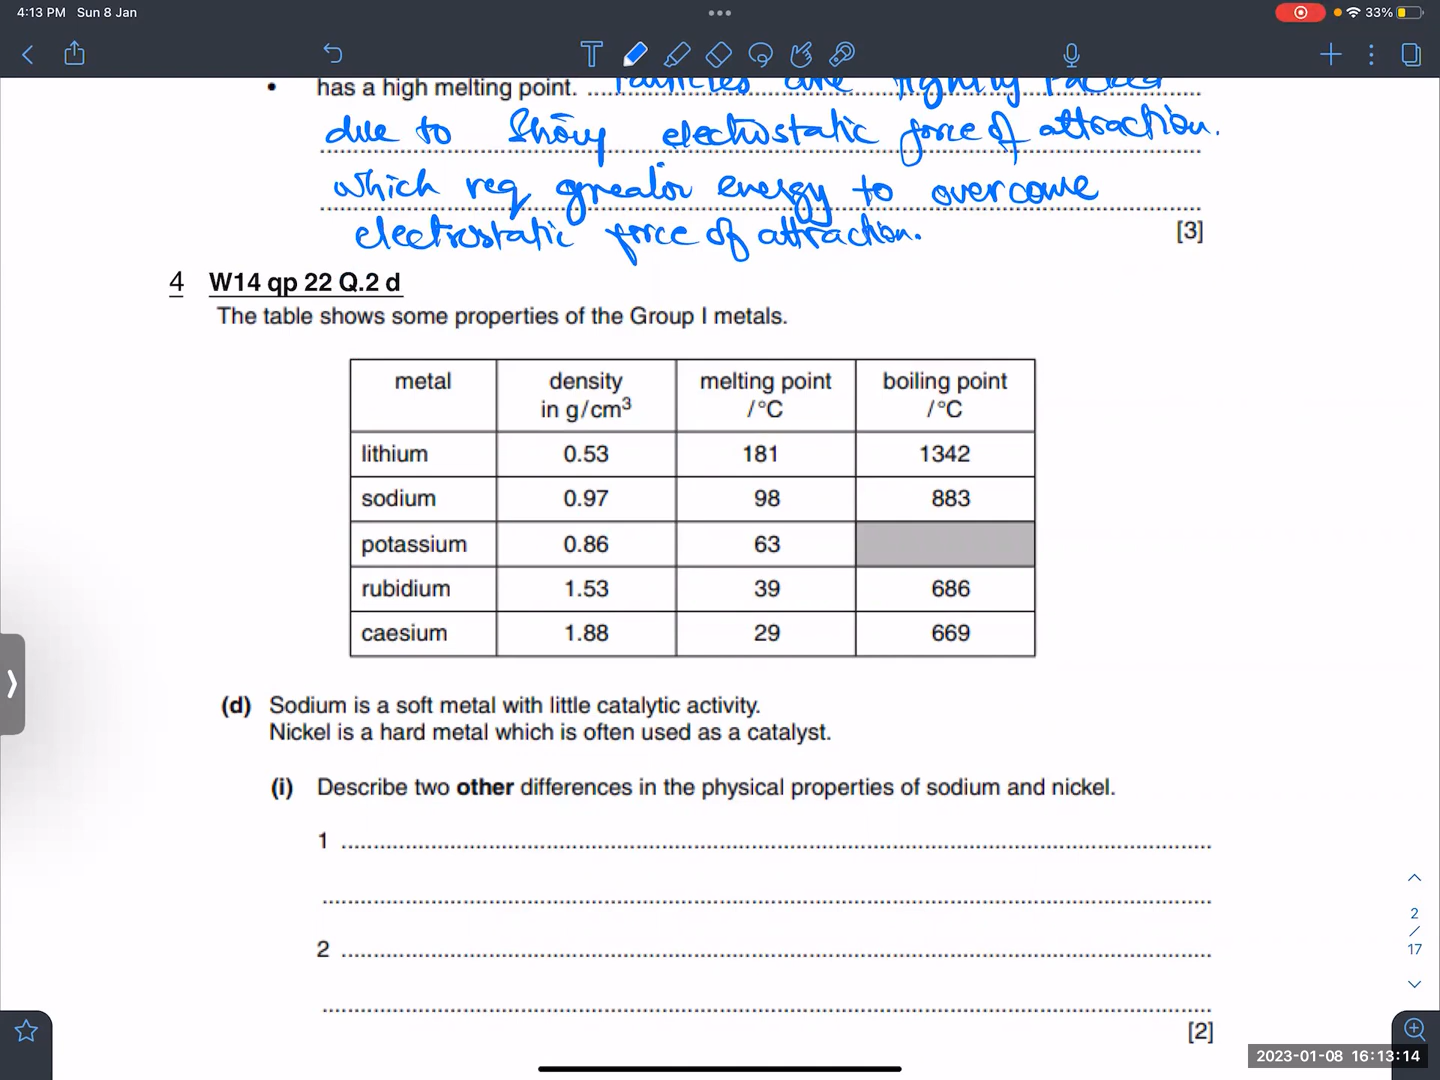 4:13 PM Sun 8 Jan
33%
has a high melting point. Particles are tightly Packed
due to Strong electrostatic force of attraction.
which req greater energy to overcome
electrostatic force of attraction.
[3]
4 W14 qp 22 Q.2 d
The table shows some properties of the Group I metals.
metal density in g/cm³ melting point /°C boiling point /°C
lithium 0.53 181 1342
sodium 0.97 98 883
potassium 0.86 63
rubidium 1.53 39 686
caesium 1.88 29 669
(d) Sodium is a soft metal with little catalytic activity.
Nickel is a hard metal which is often used as a catalyst.
(i) Describe two other differences in the physical properties of sodium and nickel.
1
2
[2]
2
/
17
2023-01-08 16:13:14